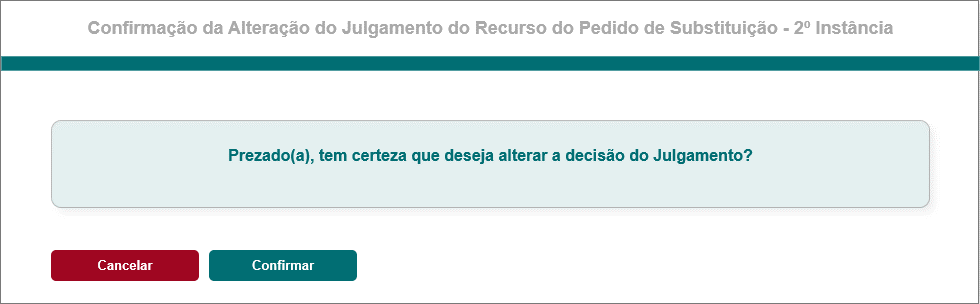 Confirmação da Alteração do Julgamento do Recurso do Pedido de Substituição - 2º Instância
Prezado(a), tem certeza que deseja alterar a decisão do Julgamento?
Cancelar
Confirmar